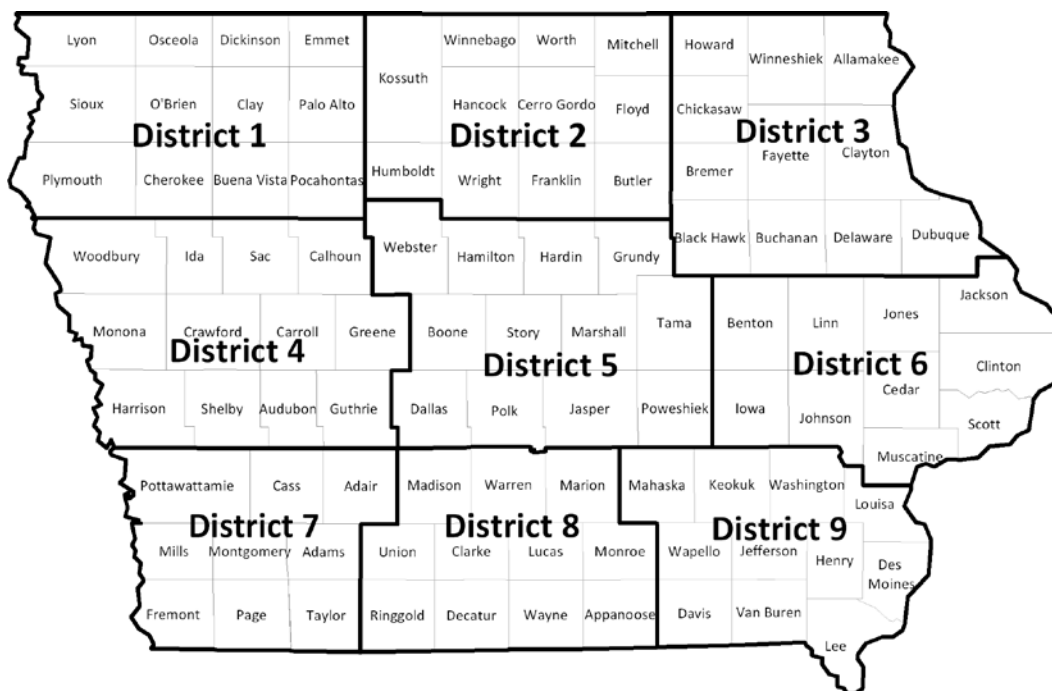 Lyon Osceola Dickinson Emmet
Sioux O'Brien Clay Palo Alto
District 1
Plymouth Cherokee Buena Vista Pocahontas
Winnebago Worth Mitchell
Kossuth
Hancock Cerro Gordo Floyd
District 2
Humboldt Wright Franklin Butler
Howard Winneshiek Allamakee
Chickasaw
District 3
Fayette Clayton
Bremer
Black Hawk Buchanan Delaware Dubuque
Woodbury Ida Sac Calhoun
Monona Crawford Carroll Greene
District 4
Harrison Shelby Audubon Guthrie
Webster Hamilton Hardin Grundy
Boone Story Marshall Tama
District 5
Dallas Polk Jasper Poweshiek
Jackson
Benton Linn Jones
District 6
Clinton
Cedar
Iowa Johnson Scott
Muscatine
Pottawattamie Cass Adair
District 7
Mills Montgomery Adams
Fremont Page Taylor
Madison Warren Marion
District 8
Union Clarke Lucas Monroe
Ringgold Decatur Wayne Appanoose
Mahaska Keokuk Washington Louisa
District 9
Wapello Jefferson Henry Des
Moines
Davis Van Buren
Lee